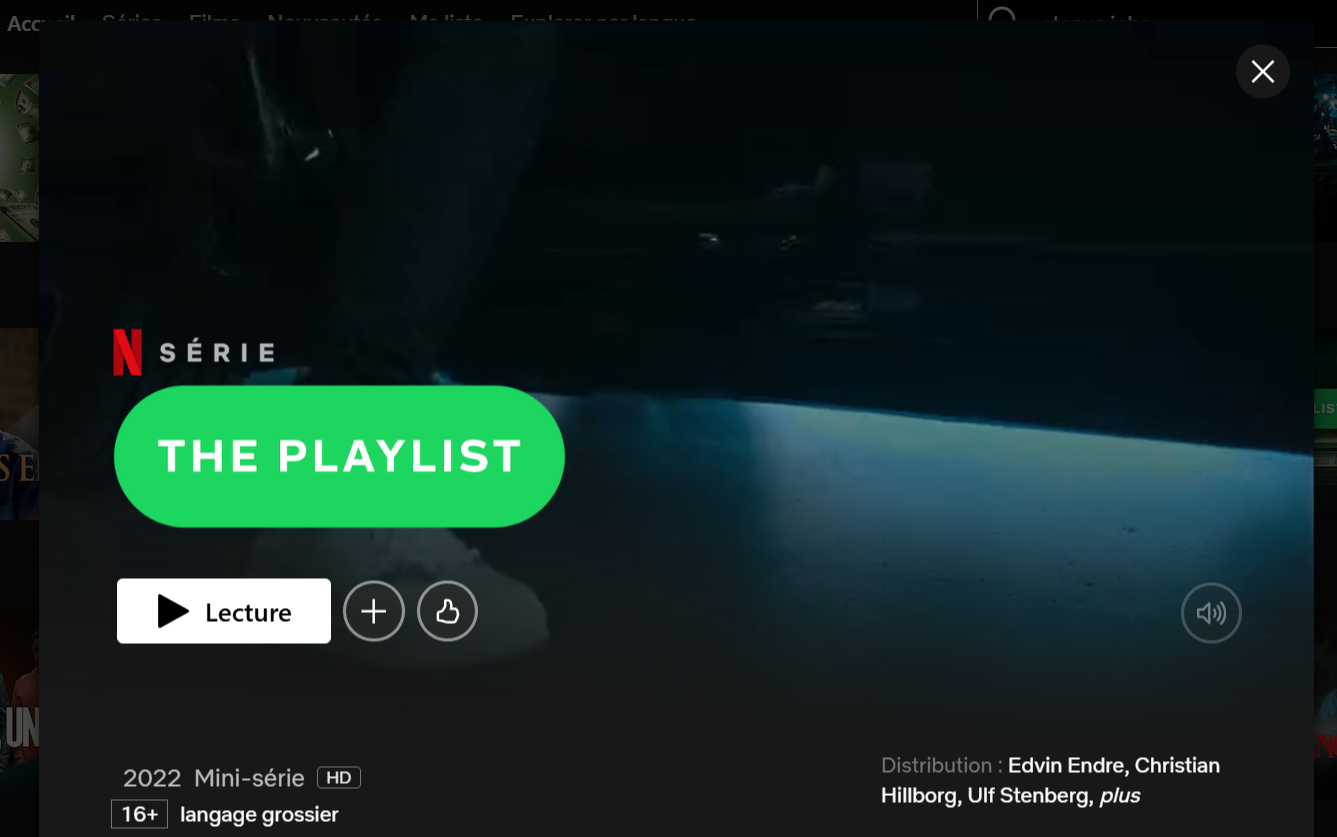 Accueil Séries Films Nouveautés Ma liste Explorer par langue
N SÉRIE
THE PLAYLIST
Lecture
2022 Mini-série HD
16+ langage grossier
Distribution : Edvin Endre, Christian
Hillborg, Ulf Stenberg, plus